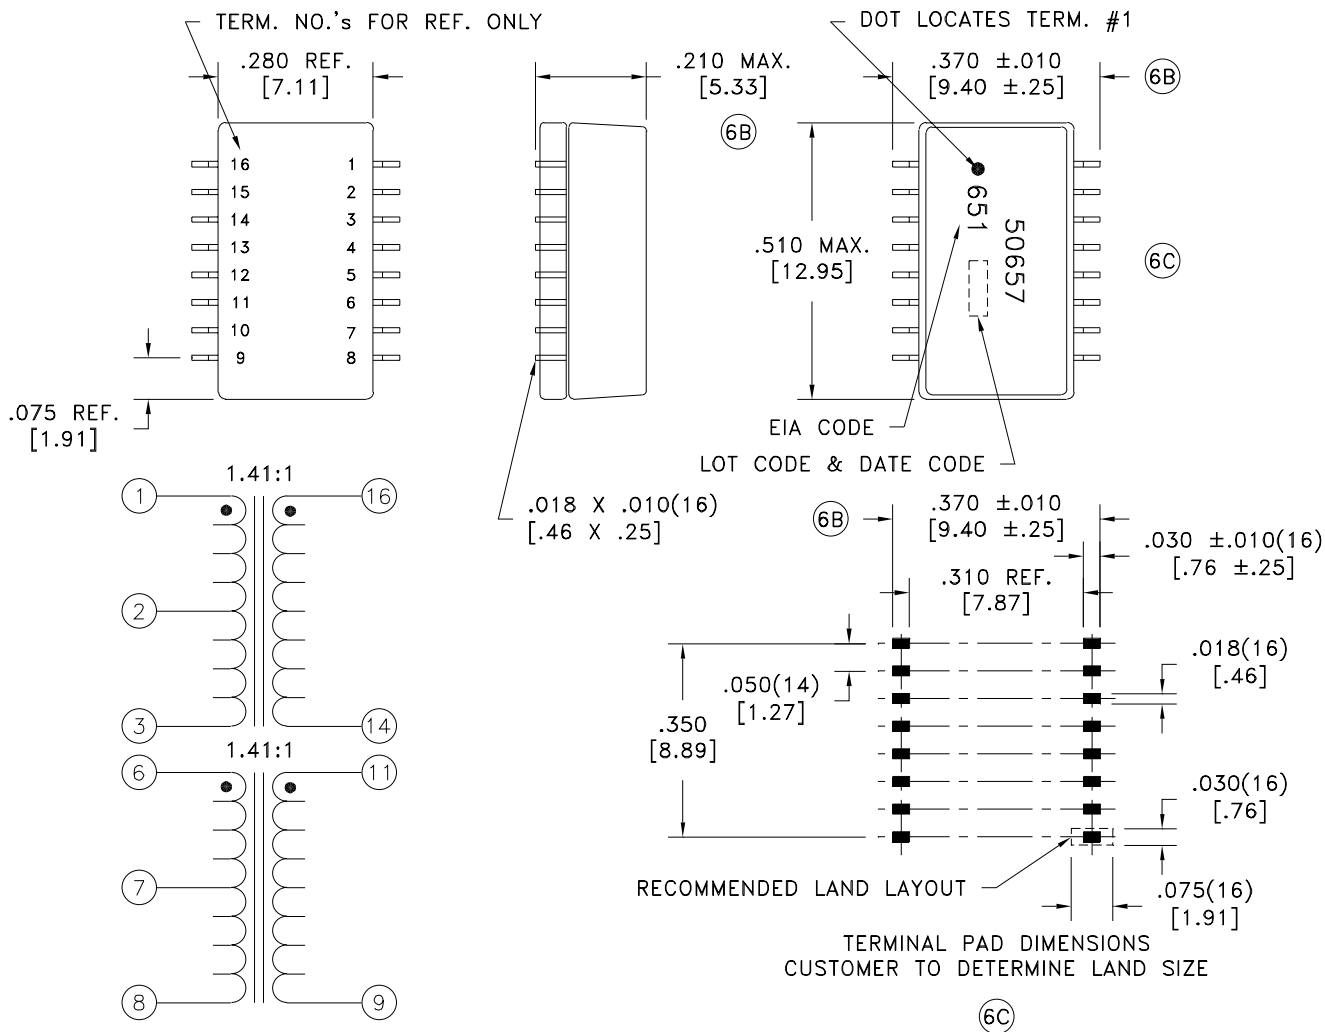 TERM. NO.'s FOR REF. ONLY
.280 REF.
[7.11]
16 1
15 2
14 3
13 4
12 5
11 6
10 7
9 8
.075 REF.
[1.91]
.210 MAX.
[5.33]
6B
.018 X .010(16)
[.46 X .25]
DOT LOCATES TERM. #1
.370 ±.010
[9.40 ±.25]
6B
.510 MAX.
[12.95]
651
50657
6C
EIA CODE
LOT CODE & DATE CODE
1.41:1
1 16
2
3 14
1.41:1
6 11
7
8 9
6B
.370 ±.010
[9.40 ±.25]
.030 ±.010(16)
[.76 ±.25]
.310 REF.
[7.87]
.018(16)
[.46]
.050(14)
[1.27]
.350
[8.89]
.030(16)
[.76]
RECOMMENDED LAND LAYOUT
.075(16)
[1.91]
TERMINAL PAD DIMENSIONS
CUSTOMER TO DETERMINE LAND SIZE
6C